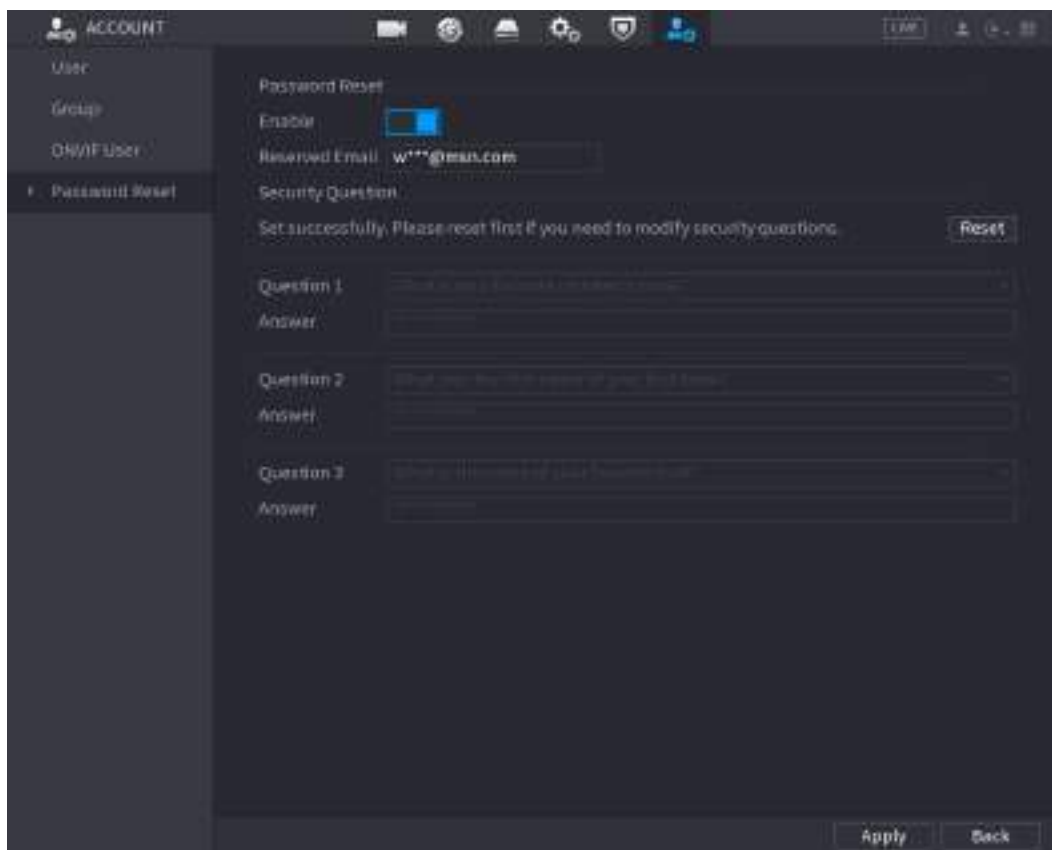 ACCOUNT
LIVE
User
Group
ONVIF User
Password Reset
Password Reset
Enable
Reserved Email w***@msn.com
Security Question
Set successfully. Please reset first if you need to modify security questions.
Reset
Question 1
Answer
Question 2
Answer
Question 3
Answer
Apply
Back